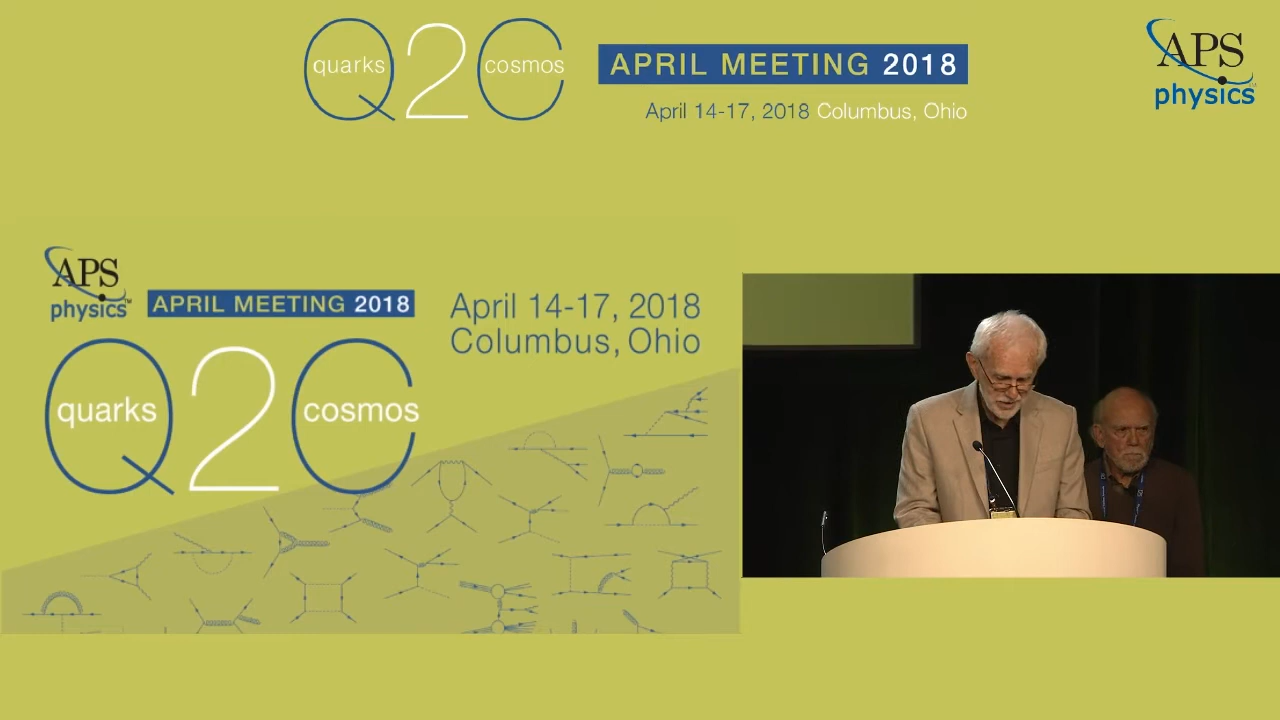 quarks 2 cosmos
APRIL MEETING 2018
April 14-17, 2018 Columbus, Ohio
APS
physics
APS
physics™
APRIL MEETING 2018
April 14-17, 2018
Columbus, Ohio
quarks 2 cosmos